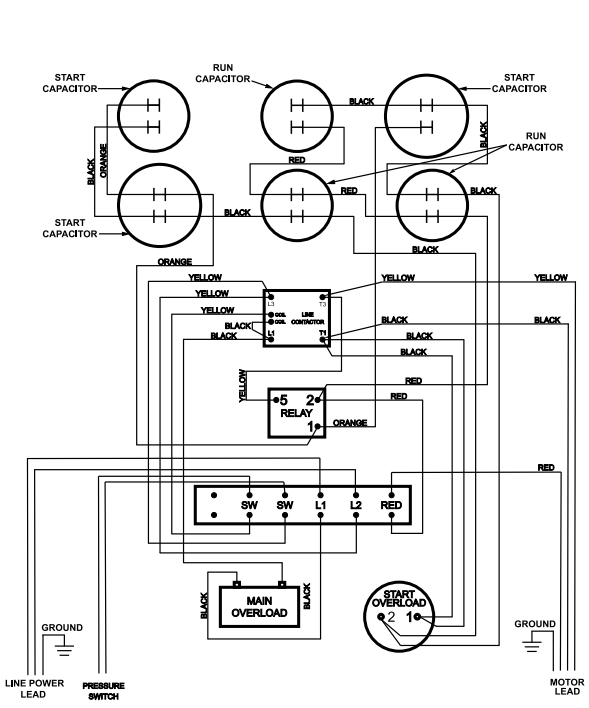 START
CAPACITOR
RUN
CAPACITOR
START
CAPACITOR
BLACK
BLACK
RUN
CAPACITOR
BLACK
ORANGE
RED
RED
BLACK
START
CAPACITOR
BLACK
BLACK
ORANGE
YELLOW
YELLOW
YELLOW
YELLOW
L3
T3
YELLOW
COIL
COIL
LINE
CONTACTOR
BLACK
BLACK
L1
T1
BLACK
BLACK
BLACK
BLACK
YELLOW
RED
5
2
RELAY
1
RED
ORANGE
RED
SW
SW
L1
L2
RED
MAIN
OVERLOAD
BLACK
BLACK
START
OVERLOAD
2
1
GROUND
GROUND
LINE POWER
LEAD
PRESSURE
SWITCH
MOTOR
LEAD